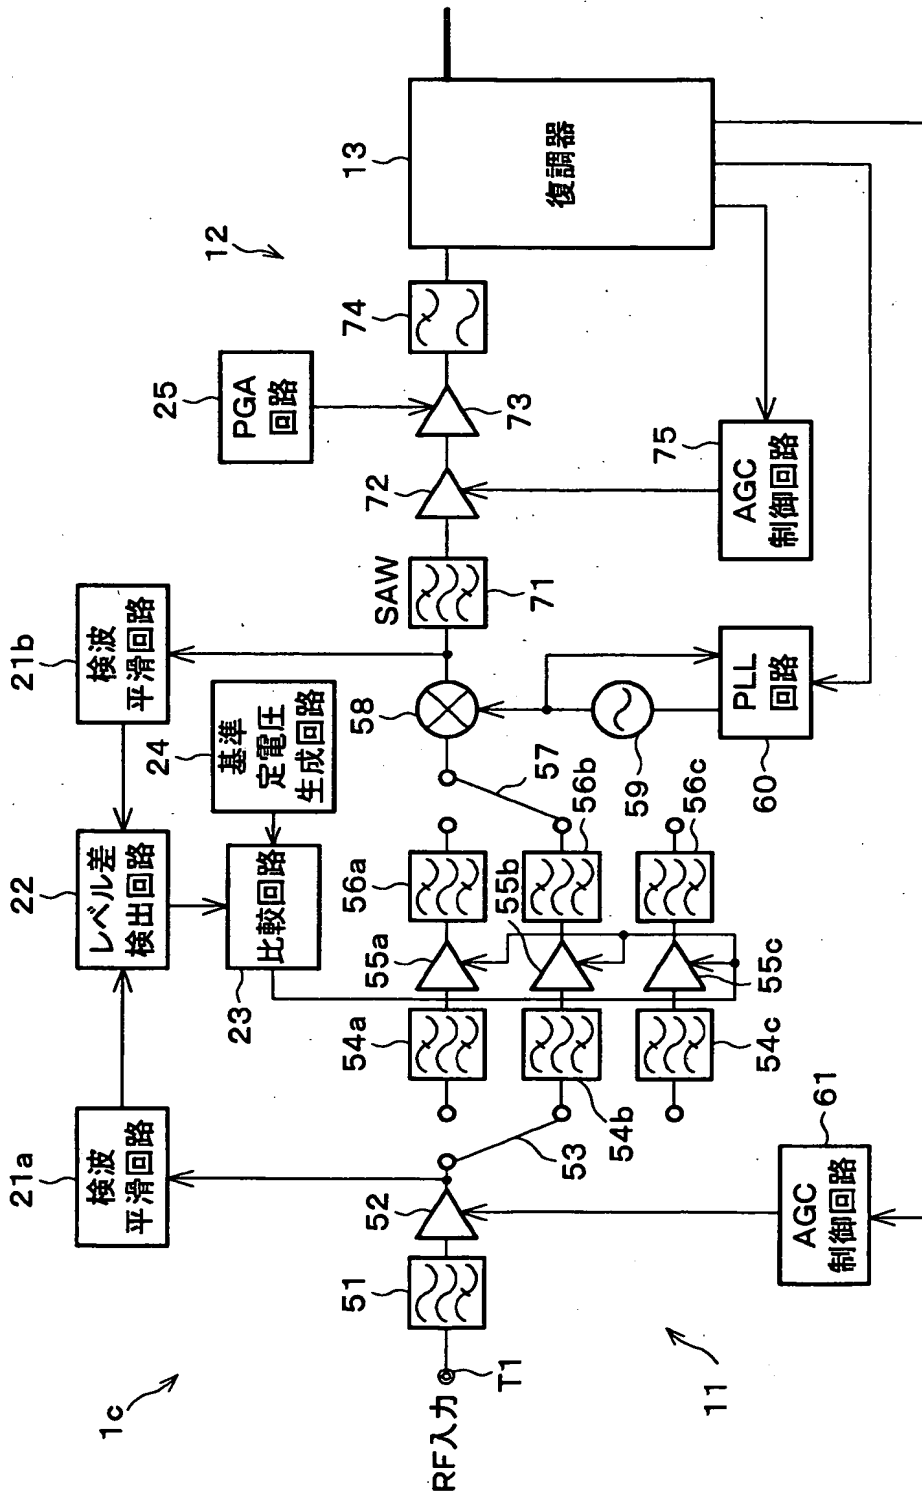 1c
RF入力
T1
11
12
21a
検波
平滑回路
22
レベル差
検出回路
21b
検波
平滑回路
23
比較回路
24
基準
定電圧
生成回路
25
PGA
回路
51
52
53
54a
55a
56a
54b
55b
56b
54c
55c
56c
57
58
59
60
PLL
回路
61
AGC
制御回路
SAW
71
72
73
74
75
AGC
制御回路
13
復調器